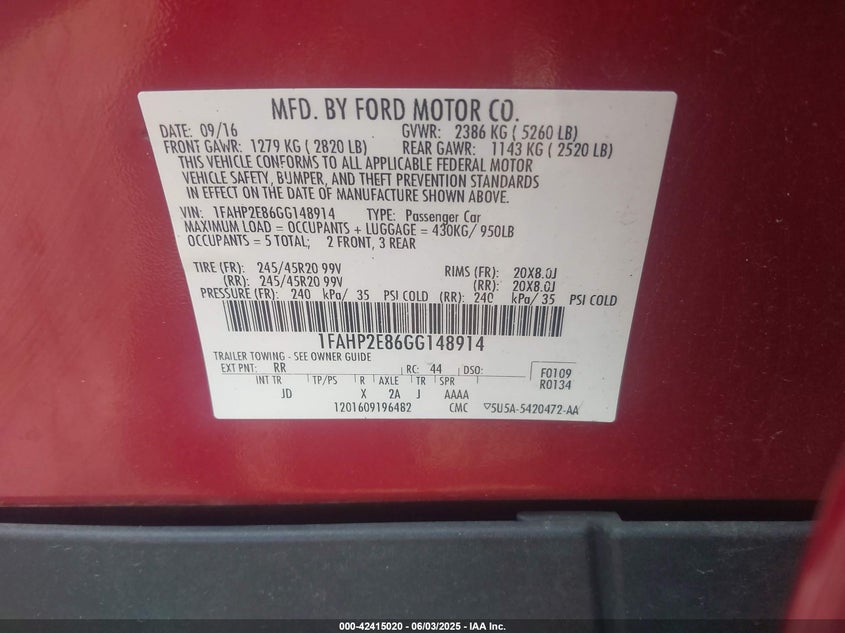 MFD. BY FORD MOTOR CO.
DATE: 09/16 GVWR: 2386 KG ( 5260 LB)
FRONT GAWR: 1279 KG ( 2820 LB) REAR GAWR: 1143 KG ( 2520 LB)
THIS VEHICLE CONFORMS TO ALL APPLICABLE FEDERAL MOTOR
VEHICLE SAFETY, BUMPER, AND THEFT PREVENTION STANDARDS
IN EFFECT ON THE DATE OF MANUFACTURE SHOWN ABOVE.
VIN: 1FAHP2E86GG148914 TYPE: Passenger Car
MAXIMUM LOAD = OCCUPANTS + LUGGAGE = 430KG/ 950LB
OCCUPANTS = 5 TOTAL; 2 FRONT, 3 REAR
TIRE (FR): 245/45R20 99V RIMS (FR): 20X8.0J
(RR): 245/45R20 99V (RR): 20X8.0J
PRESSURE (FR): 240 kPa/ 35 PSI COLD (RR): 240 kPa/ 35 PSI COLD
1FAHP2E86GG148914
TRAILER TOWING - SEE OWNER GUIDE
EXT PNT: RR RC: 44 DSO: F0109
R0134
INT TR TP/PS R AXLE TR SPR
JD X 2A J AAAA
1201609196482 CMC ▽5U5A-5420472-AA
000-42415020 - 06/03/2025 - IAA Inc.